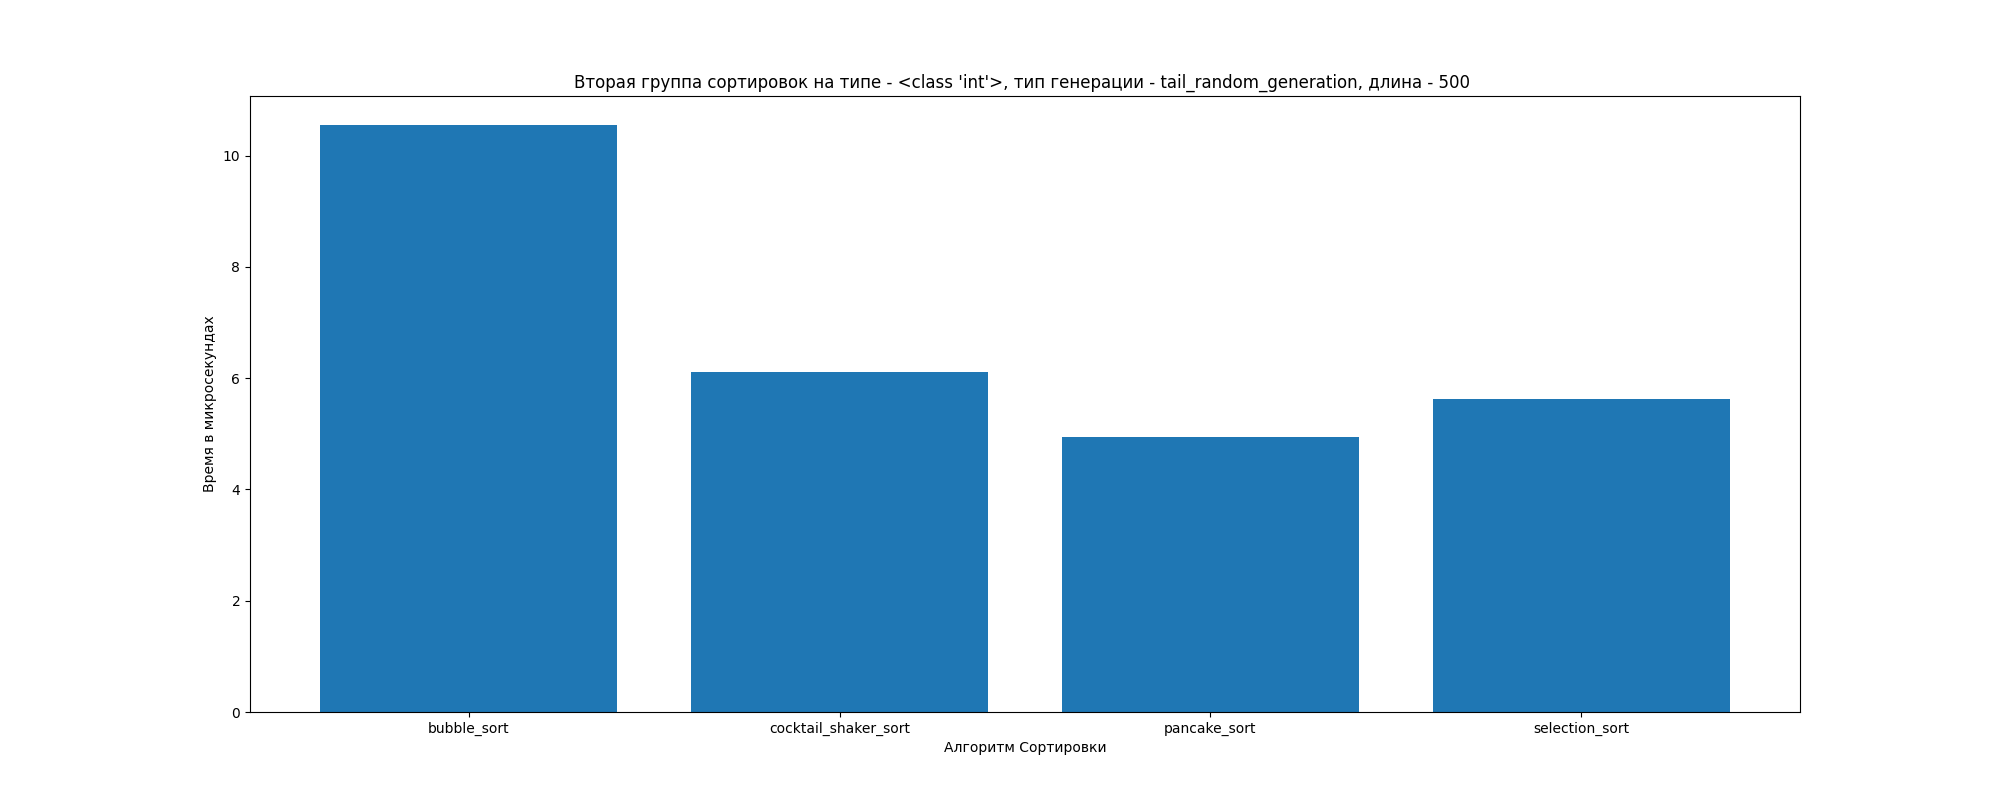 Вторая группа сортировок на типе - <class 'int'>, тип генерации - tail_random_generation, длина - 500
10
8
6
4
2
0
Время в микросекундах
bubble_sort
cocktail_shaker_sort
pancake_sort
selection_sort
Алгоритм Сортировки